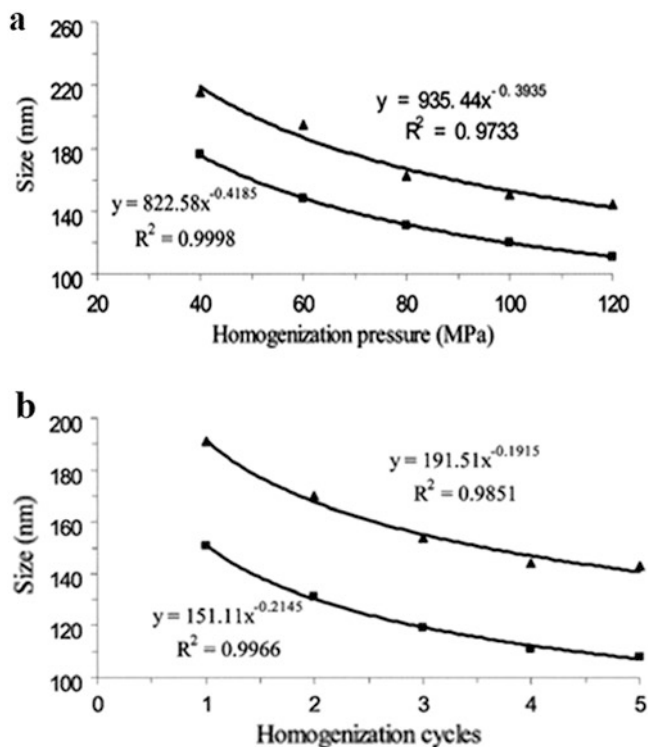 a
260
220
180
140
100
Size (nm)
y = 935.44x^-0.3935
R² = 0.9733
y = 822.58x^-0.4185
R² = 0.9998
20 40 60 80 100 120
Homogenization pressure (MPa)
b
200
180
160
140
120
100
Size (nm)
y = 191.51x^-0.1915
R² = 0.9851
y = 151.11x^-0.2145
R² = 0.9966
0 1 2 3 4 5
Homogenization cycles